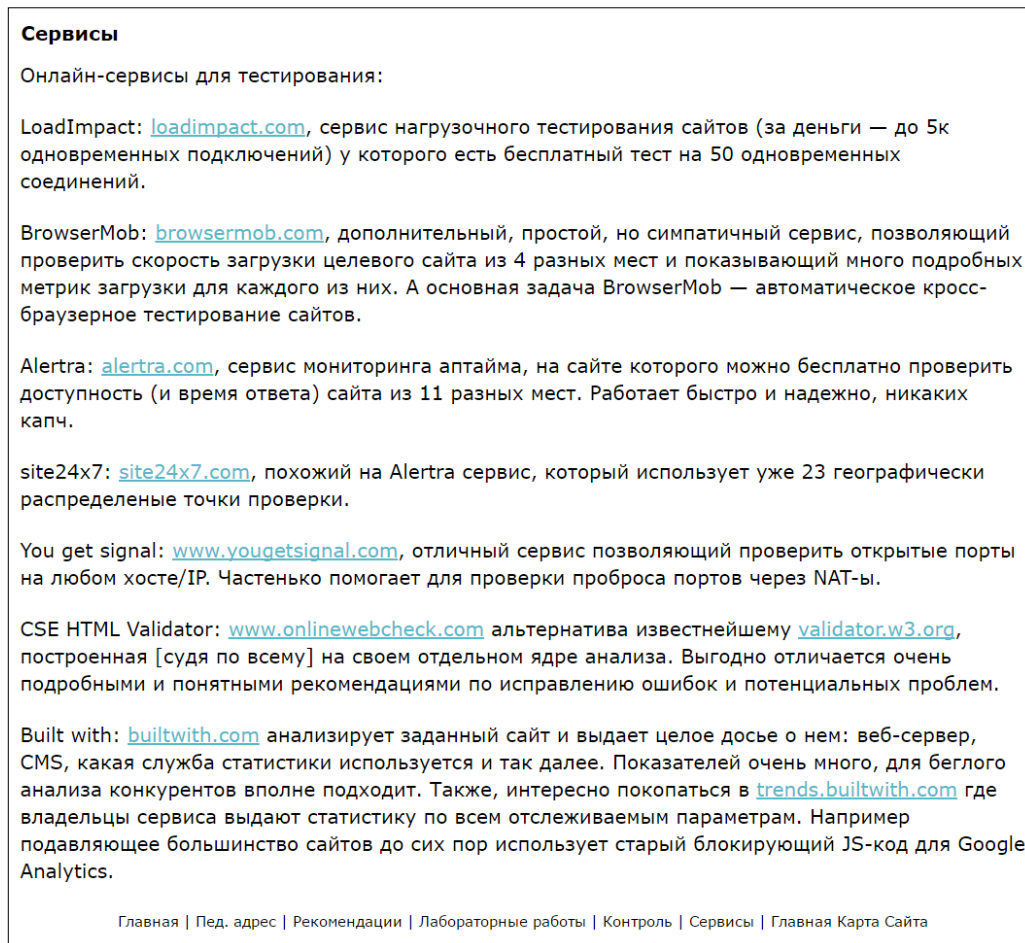 Сервисы
Онлайн-сервисы для тестирования:
LoadImpact: loadimpact.com, сервис нагрузочного тестирования сайтов (за деньги — до 5к
одновременных подключений) у которого есть бесплатный тест на 50 одновременных
соединений.
BrowserMob: browsermob.com, дополнительный, простой, но симпатичный сервис, позволяющий
проверить скорость загрузки целевого сайта из 4 разных мест и показывающий много подробных
метрик загрузки для каждого из них. А основная задача BrowserMob — автоматическое кросс-
браузерное тестирование сайтов.
Alertra: alertra.com, сервис мониторинга аптайма, на сайте которого можно бесплатно проверить
доступность (и время ответа) сайта из 11 разных мест. Работает быстро и надежно, никаких
капч.
site24x7: site24x7.com, похожий на Alertra сервис, который использует уже 23 географически
распределеные точки проверки.
You get signal: www.yougetsignal.com, отличный сервис позволяющий проверить открытые порты
на любом хосте/IP. Частенько помогает для проверки проброса портов через NAT-ы.
CSE HTML Validator: www.onlinewebcheck.com альтернатива известнейшему validator.w3.org,
построенная [судя по всему] на своем отдельном ядре анализа. Выгодно отличается очень
подробными и понятными рекомендациями по исправлению ошибок и потенциальных проблем.
Built with: builtwith.com анализирует заданный сайт и выдает целое досье о нем: веб-сервер,
CMS, какая служба статистики используется и так далее. Показателей очень много, для беглого
анализа конкурентов вполне подходит. Также, интересно покопаться в trends.builtwith.com где
владельцы сервиса выдают статистику по всем отслеживаемым параметрам. Например
подавляющее большинство сайтов до сих пор использует старый блокирующий JS-код для Google
Analytics.
Главная | Пед. адрес | Рекомендации | Лабораторные работы | Контроль | Сервисы | Главная Карта Сайта